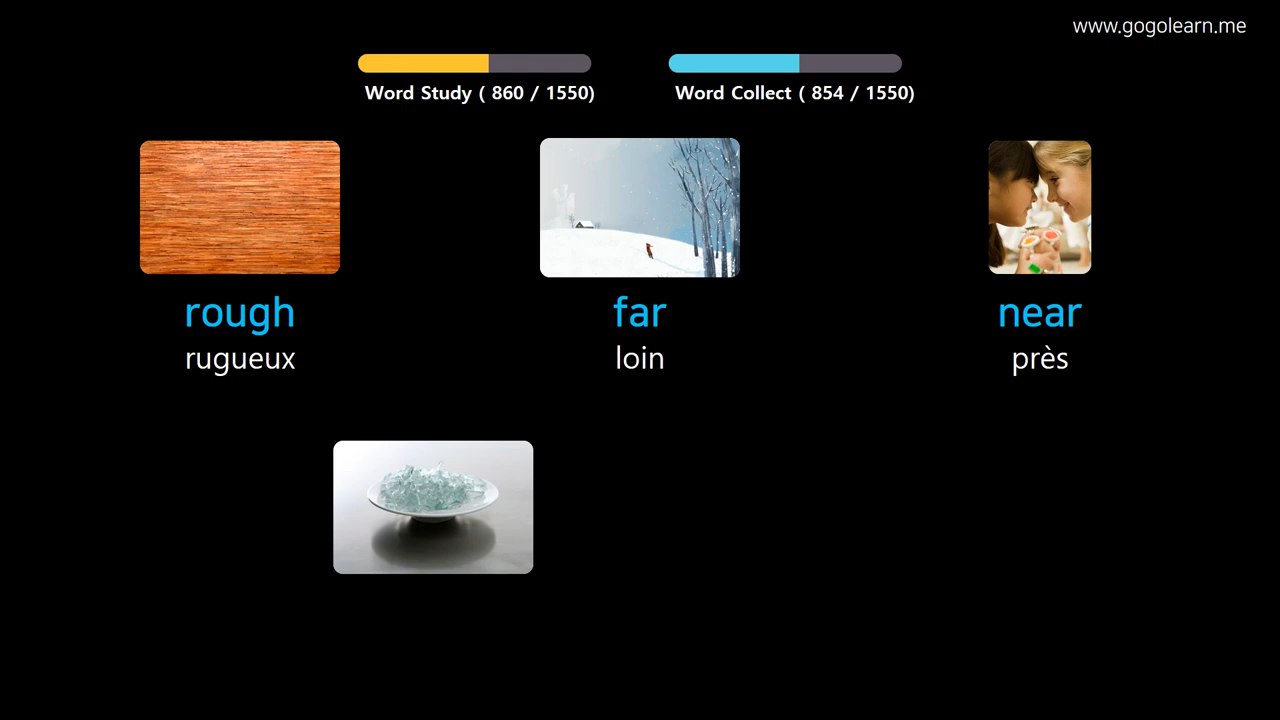 www.gogolearn.me
Word Study ( 860 / 1550)
Word Collect ( 854 / 1550)
rough
rugueux
far
loin
near
près